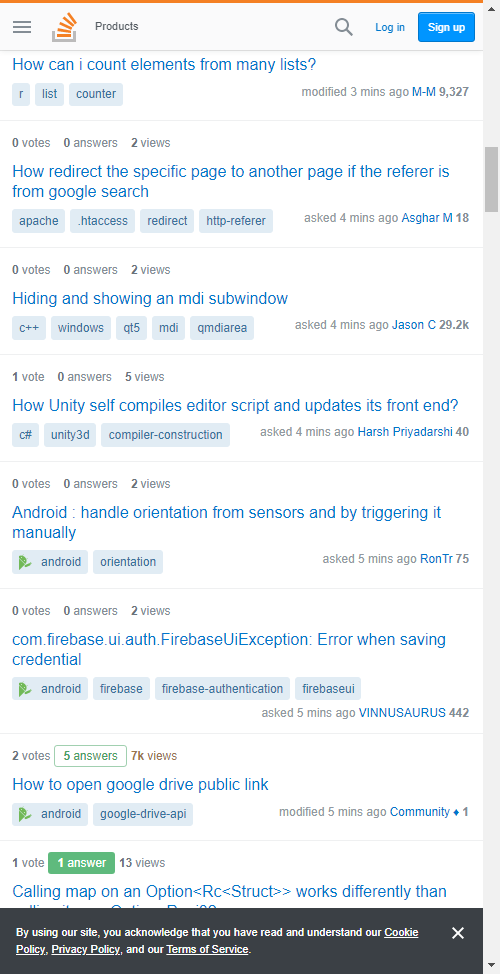 Products
Log in
Sign up
How can i count elements from many lists?
r list counter
modified 3 mins ago M-M 9,327
0 votes 0 answers 2 views
How redirect the specific page to another page if the referer is
from google search
apache .htaccess redirect http-referer
asked 4 mins ago Asghar M 18
0 votes 0 answers 2 views
Hiding and showing an mdi subwindow
c++ windows qt5 mdi qmdiarea
asked 4 mins ago Jason C 29.2k
1 vote 0 answers 5 views
How Unity self compiles editor script and updates its front end?
c# unity3d compiler-construction
asked 4 mins ago Harsh Priyadarshi 40
0 votes 0 answers 2 views
Android : handle orientation from sensors and by triggering it
manually
android orientation
asked 5 mins ago RonTr 75
0 votes 0 answers 2 views
com.firebase.ui.auth.FirebaseUiException: Error when saving
credential
android firebase firebase-authentication firebaseui
asked 5 mins ago VINNUSAURUS 442
2 votes 5 answers 7k views
How to open google drive public link
android google-drive-api
modified 5 mins ago Community ♦ 1
1 vote 1 answer 13 views
Calling map on an Option<Rc<Struct>> works differently than
By using our site, you acknowledge that you have read and understand our Cookie
Policy, Privacy Policy, and our Terms of Service.